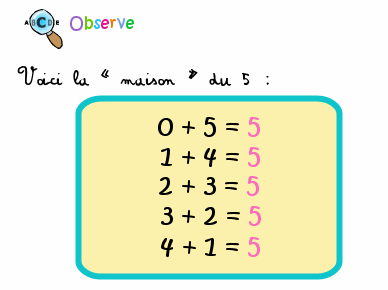 ABCDE Observe
Voici la " maison " du 5 :
0 + 5 = 5
1 + 4 = 5
2 + 3 = 5
3 + 2 = 5
4 + 1 = 5